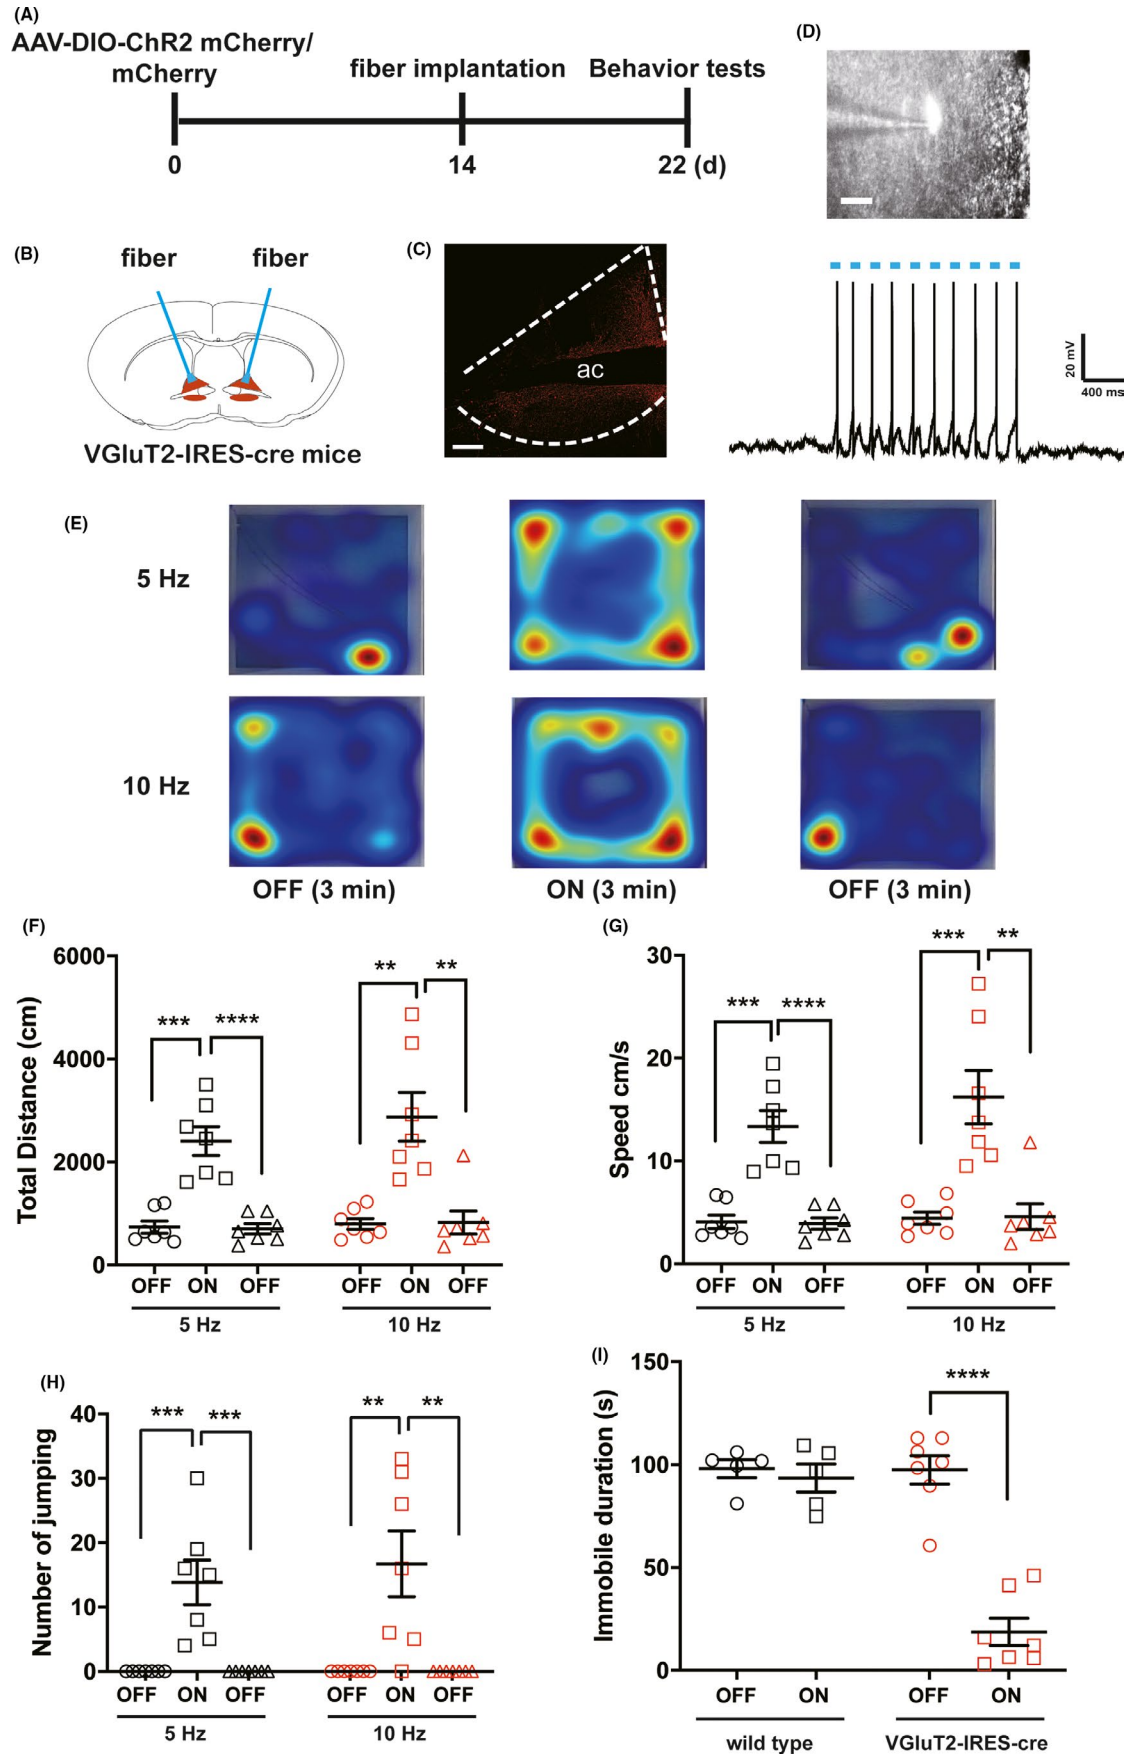 (A)
AAV-DIO-ChR2 mCherry/
mCherry
fiber implantation
Behavior tests
0
14
22 (d)
(D)
20 mV
400 ms
(B)
fiber
fiber
VGluT2-IRES-cre mice
(C)
ac
(E)
5 Hz
10 Hz
OFF (3 min)
ON (3 min)
OFF (3 min)
(F)
Total Distance (cm)
6000
4000
2000
0
***
****
**
**
OFF
ON
OFF
OFF
ON
OFF
5 Hz
10 Hz
(G)
Speed cm/s
30
20
10
0
***
****
***
**
OFF
ON
OFF
OFF
ON
OFF
5 Hz
10 Hz
(H)
Number of jumping
40
30
20
10
0
***
***
**
**
OFF
ON
OFF
OFF
ON
OFF
5 Hz
10 Hz
(I)
Immobile duration (s)
150
100
50
0
****
OFF
ON
OFF
ON
wild type
VGluT2-IRES-cre